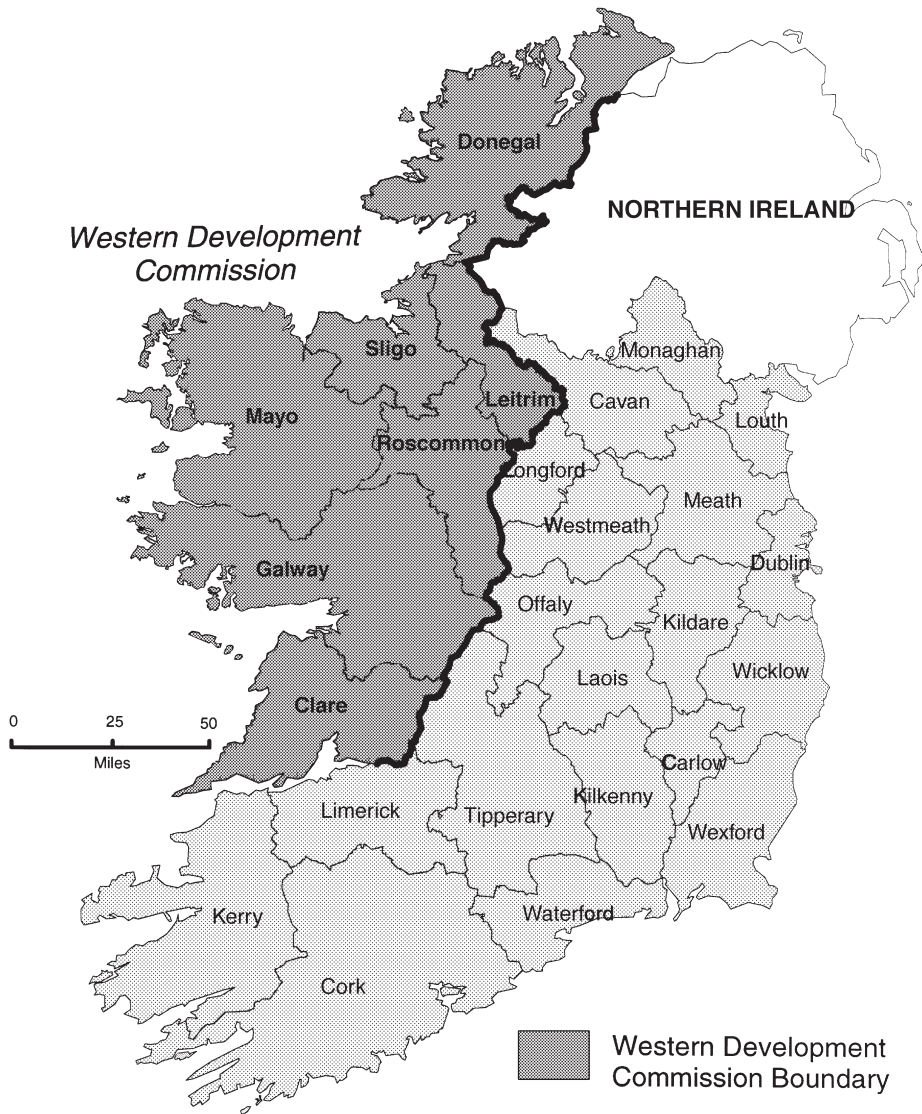 Donegal
NORTHERN IRELAND
Western Development
Commission
Monaghan
Sligo
Leitrim
Cavan
Mayo
Louth
Roscommon
Longford
Meath
Westmeath
Dublin
Galway
Offaly
Kildare
Wicklow
Laois
Clare
0 25 50
Miles
Carlow
Kilkenny
Limerick
Tipperary
Wexford
Waterford
Kerry
Cork
Western Development
Commission Boundary